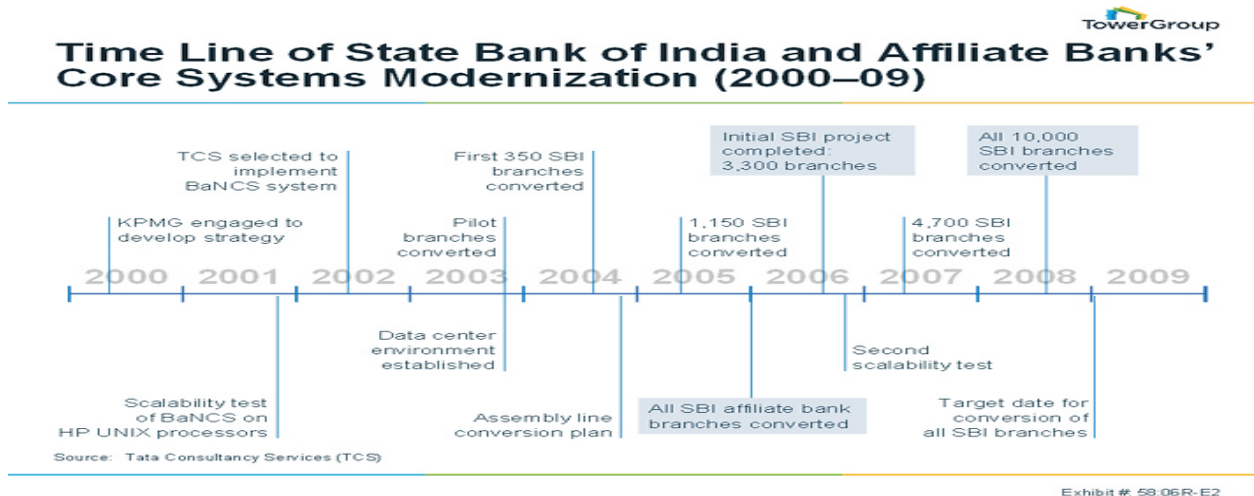 TowerGroup
Time Line of State Bank of India and Affiliate Banks'
Core Systems Modernization (2000–09)
TCS selected to
implement
BaNCS system
First 350 SBI
branches
converted
Initial SBI project
completed:
3,300 branches
All 10,000
SBI branches
converted
KPMG engaged to
develop strategy
Pilot
branches
converted
1,150 SBI
branches
converted
4,700 SBI
branches
converted
2000 2001 2002 2003 2004 2005 2006 2007 2008 2009
Data center
environment
established
Second
scalability test
Scalability test
of BaNCS on
HP UNIX processors
Assembly line
conversion plan
All SBI affiliate bank
branches converted
Target date for
conversion of
all SBI branches
Source: Tata Consultancy Services (TCS)
Exhibit #: 58:06R-E2